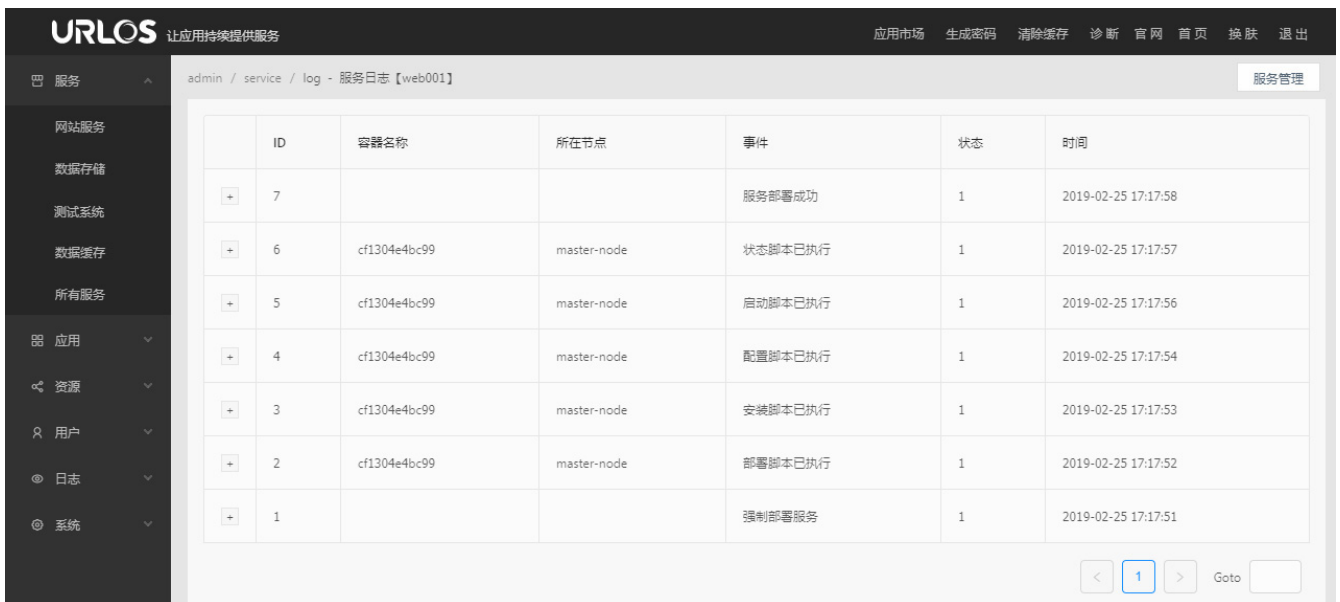 URLOS 让应用持续提供服务 应用市场 生成密码 清除缓存 诊断 官网 首页 换肤 退出
服务
admin / service / log - 服务日志【web001】 服务管理
网站服务
数据存储
测试系统
数据缓存
所有服务
应用
资源
用户
日志
系统
ID 容器名称 所在节点 事件 状态 时间
+ 7 服务部署成功 1 2019-02-25 17:17:58
+ 6 cf1304e4bc99 master-node 状态脚本已执行 1 2019-02-25 17:17:57
+ 5 cf1304e4bc99 master-node 启动脚本已执行 1 2019-02-25 17:17:56
+ 4 cf1304e4bc99 master-node 配置脚本已执行 1 2019-02-25 17:17:54
+ 3 cf1304e4bc99 master-node 安装脚本已执行 1 2019-02-25 17:17:53
+ 2 cf1304e4bc99 master-node 部署脚本已执行 1 2019-02-25 17:17:52
+ 1 强制部署服务 1 2019-02-25 17:17:51
< 1 > Goto